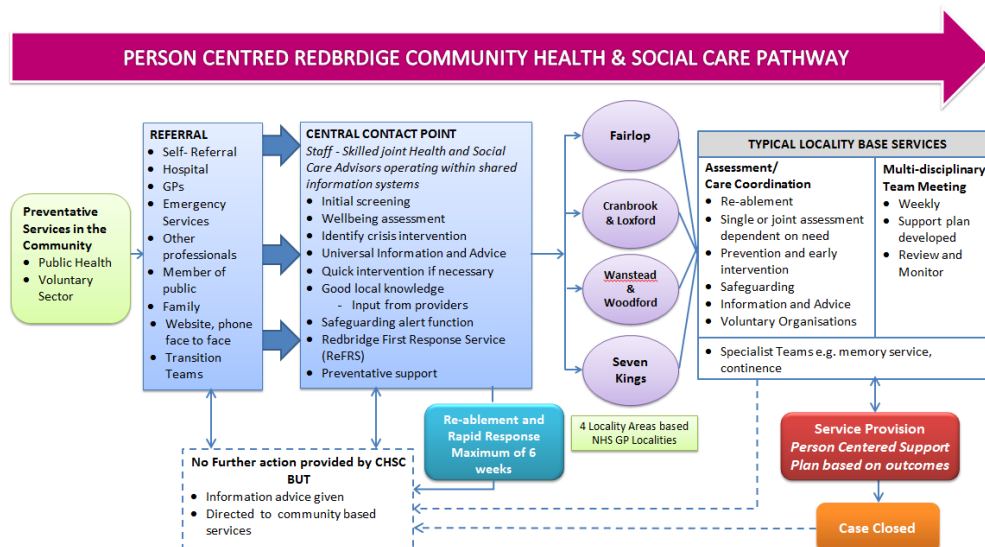 PERSON CENTRED REDBRDIGE COMMUNITY HEALTH & SOCIAL CARE PATHWAY
Preventative
Services in the
Community
• Public Health
• Voluntary
Sector
REFERRAL
• Self- Referral
• Hospital
• GPs
• Emergency
Services
• Other
professionals
• Member of
public
• Family
• Website, phone
face to face
• Transition
Teams
CENTRAL CONTACT POINT
Staff - Skilled joint Health and Social
Care Advisors operating within shared
information systems
• Initial screening
• Wellbeing assessment
• Identify crisis intervention
• Universal Information and Advice
• Quick intervention if necessary
• Good local knowledge
- Input from providers
• Safeguarding alert function
• Redbridge First Response Service
(ReFRS)
• Preventative support
Fairlop
Cranbrook
& Loxford
Wanstead
&
Woodford
Seven
Kings
4 Locality Areas based
NHS GP Localities
TYPICAL LOCALITY BASE SERVICES
Assessment/
Care Coordination
• Re-ablement
• Single or joint assessment
dependent on need
• Prevention and early
intervention
• Safeguarding
• Information and Advice
• Voluntary Organisations
Multi-disciplinary
Team Meeting
• Weekly
• Support plan
developed
• Review and
Monitor
• Specialist Teams e.g. memory service,
continence
Re-ablement and
Rapid Response
Maximum of 6
weeks
No Further action provided by CHSC
BUT
• Information advice given
• Directed to community based
services
Service Provision
Person Centered Support
Plan based on outcomes
Case Closed